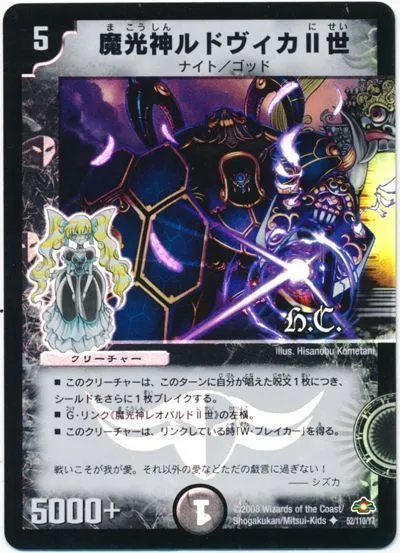 ま こうしん にせい
5 魔光神ルドヴィカⅡ世
ナイト／ゴッド
h.C.
illus. Hisanobu Kometani
クリーチャー
■ このクリーチャーは、このターンに自分が唱えた呪文1枚につき、
シールドをさらに1枚ブレイクする。
■ G・リンク《魔光神レオパルドⅡ世》の左横。
■ このクリーチャーは、リンクしている時「W・ブレイカー」を得る。
戦いこそが我が愛。それ以外の愛などただの戯言に過ぎない！
―― シズカ
5000+
1
©2008 Wizards of the Coast/
Shogakukan/Mitsui-Kids ◆ 52/110/Y7